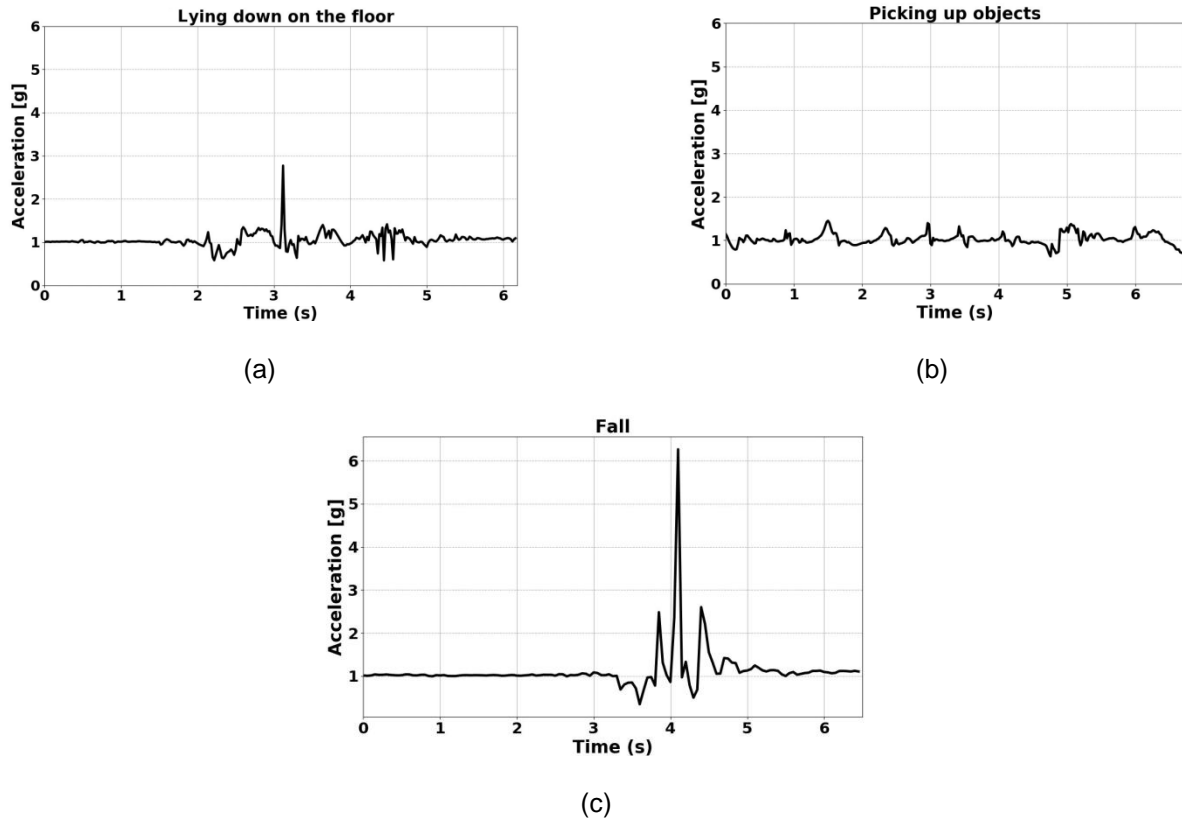 Lying down on the floor
Acceleration [g]
6
5
4
3
2
1
0
0 1 2 3 4 5 6
Time (s)
(a)
Picking up objects
Acceleration [g]
6
5
4
3
2
1
0
0 1 2 3 4 5 6
Time (s)
(b)
Fall
Acceleration [g]
6
5
4
3
2
1
0 1 2 3 4 5 6
Time (s)
(c)